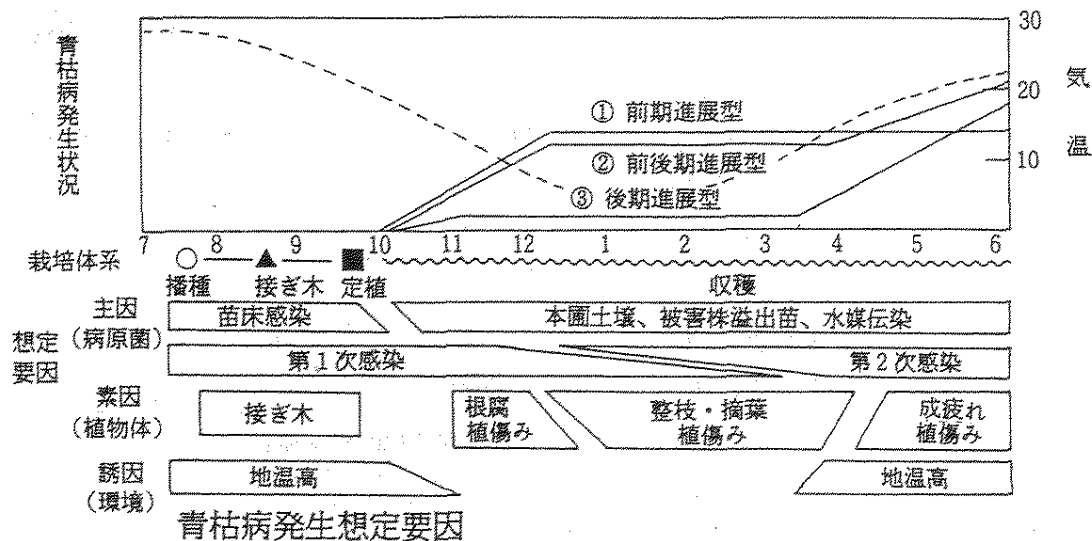 青枯病発生状況
30
20
10
気温
① 前期進展型
② 前後期進展型
③ 後期進展型
7 8 9 10 11 12 1 2 3 4 5 6
栽培体系
播種 接ぎ木 定植 収穫
想定要因
主因
(病原菌)
苗床感染 本圃土壌、被害株溢出苗、水媒伝染
第1次感染 第2次感染
素因
(植物体)
接ぎ木
根腐
植傷み
整枝・摘葉
植傷み
成疲れ
植傷み
誘因
(環境)
地温高 地温高
青枯病発生想定要因